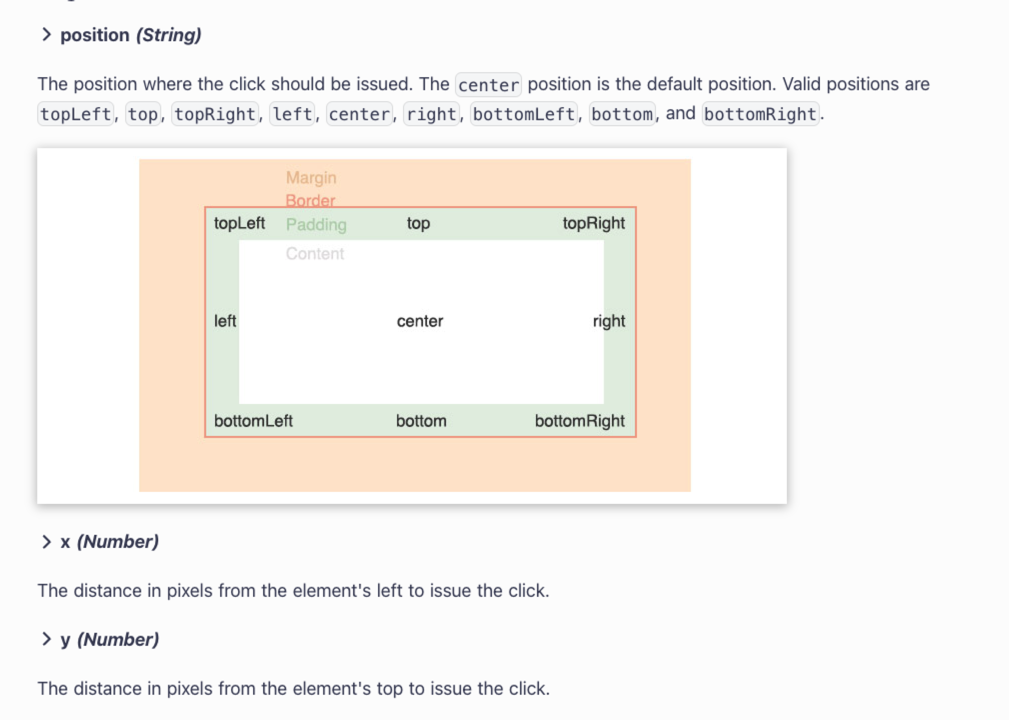 position (String)
The position where the click should be issued. The center position is the default position. Valid positions are
topLeft, top, topRight, left, center, right, bottomLeft, bottom, and bottomRight.
Margin
Border
topLeft Padding top topRight
Content
left center right
bottomLeft bottom bottomRight
x (Number)
The distance in pixels from the element's left to issue the click.
y (Number)
The distance in pixels from the element's top to issue the click.